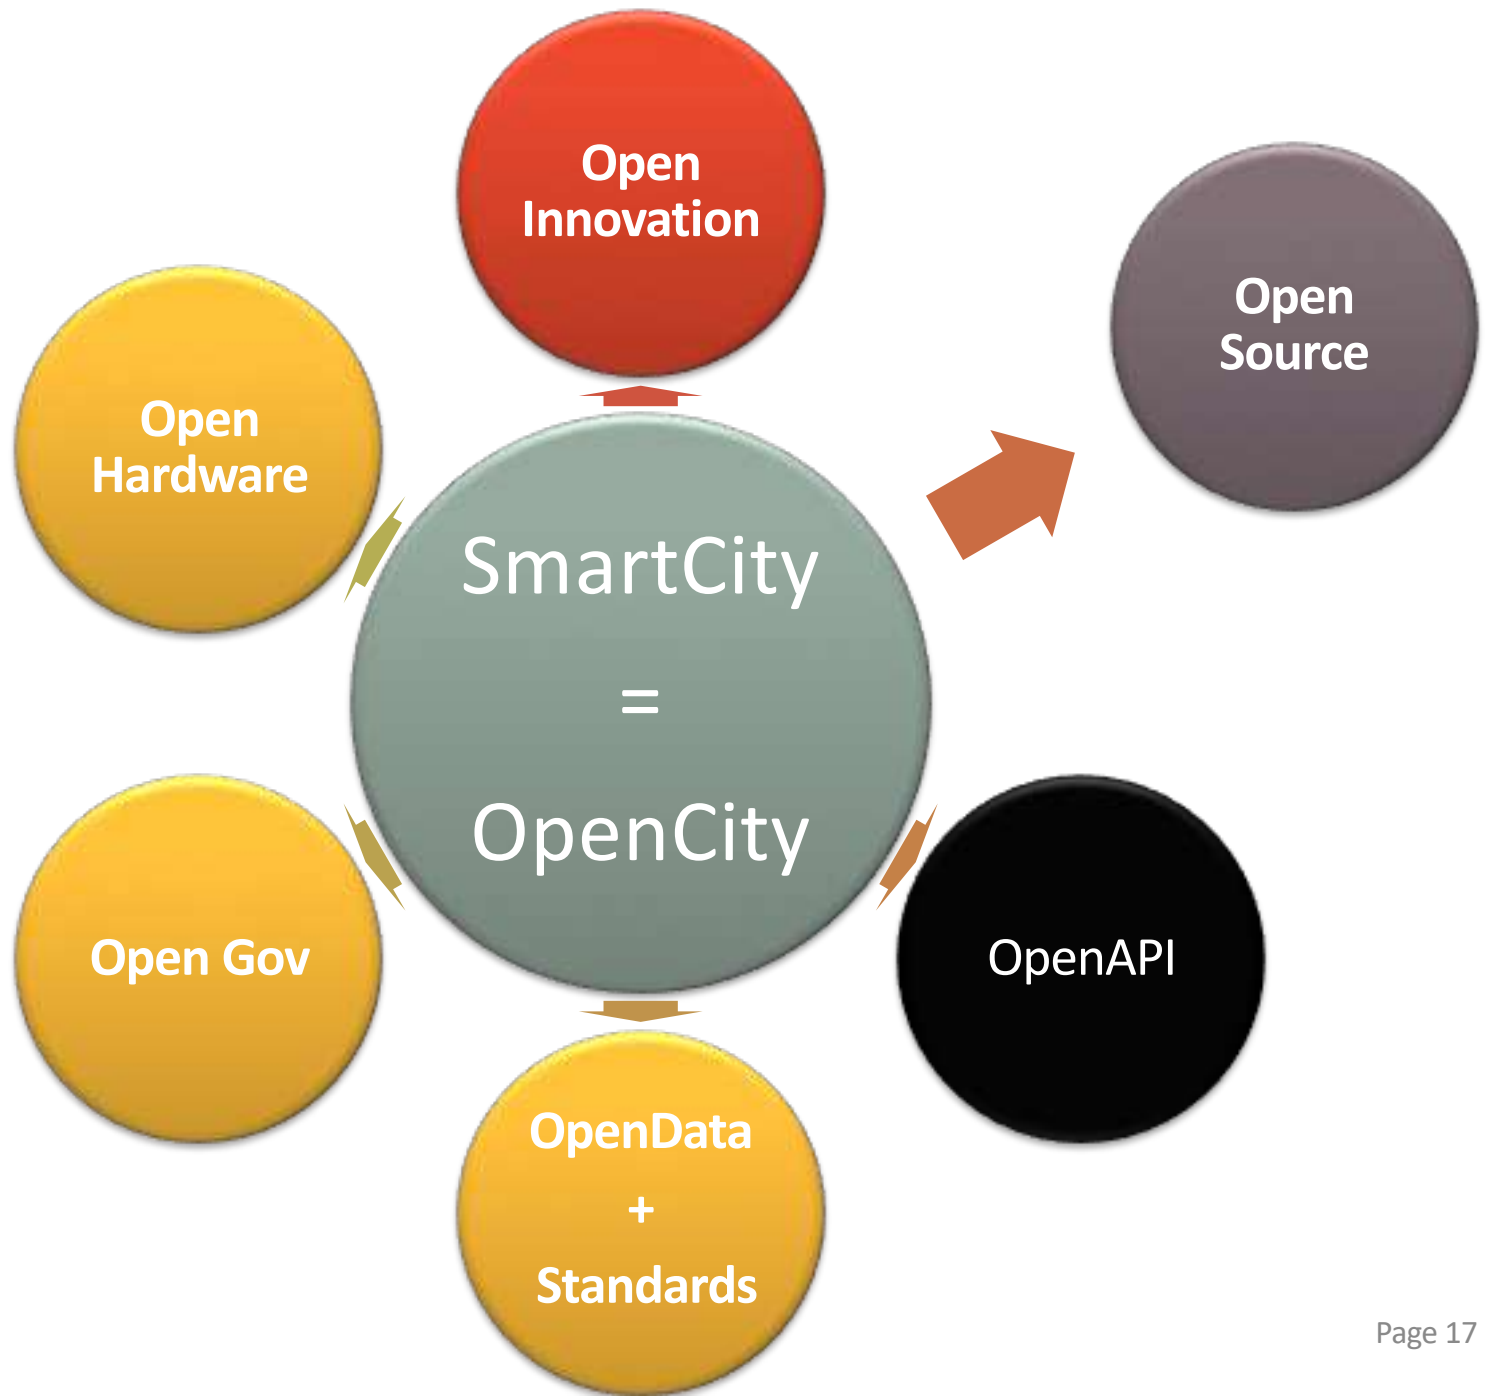 Open
Innovation
Open
Source
Open
Hardware
SmartCity
=
OpenCity
Open Gov
OpenAPI
OpenData
+
Standards
Page 17